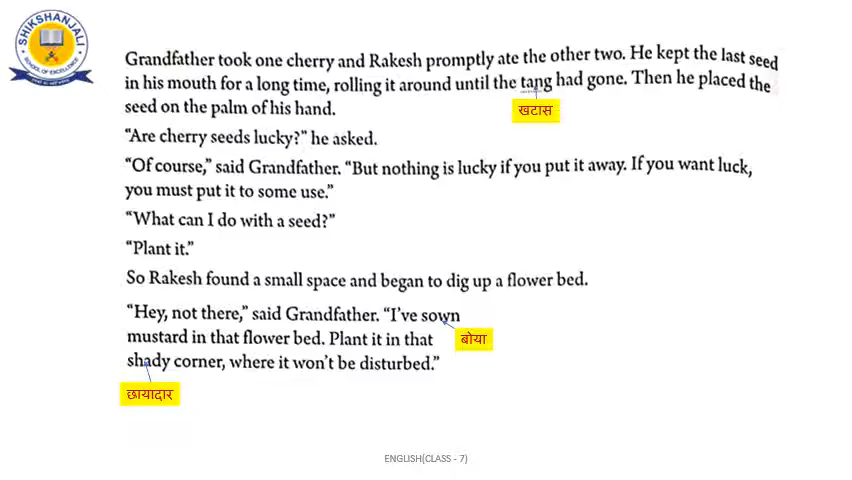 SHIKSHANJALI
SCHOOL OF EXCELLENCE
Grandfather took one cherry and Rakesh promptly ate the other two. He kept the last seed
in his mouth for a long time, rolling it around until the tang had gone. Then he placed the
seed on the palm of his hand.
खटास
“Are cherry seeds lucky?” he asked.
“Of course,” said Grandfather. “But nothing is lucky if you put it away. If you want luck,
you must put it to some use.”
“What can I do with a seed?”
“Plant it.”
So Rakesh found a small space and began to dig up a flower bed.
“Hey, not there,” said Grandfather. “I’ve sown
mustard in that flower bed. Plant it in that
बोया
shady corner, where it won’t be disturbed.”
छायादार
ENGLISH(CLASS - 7)